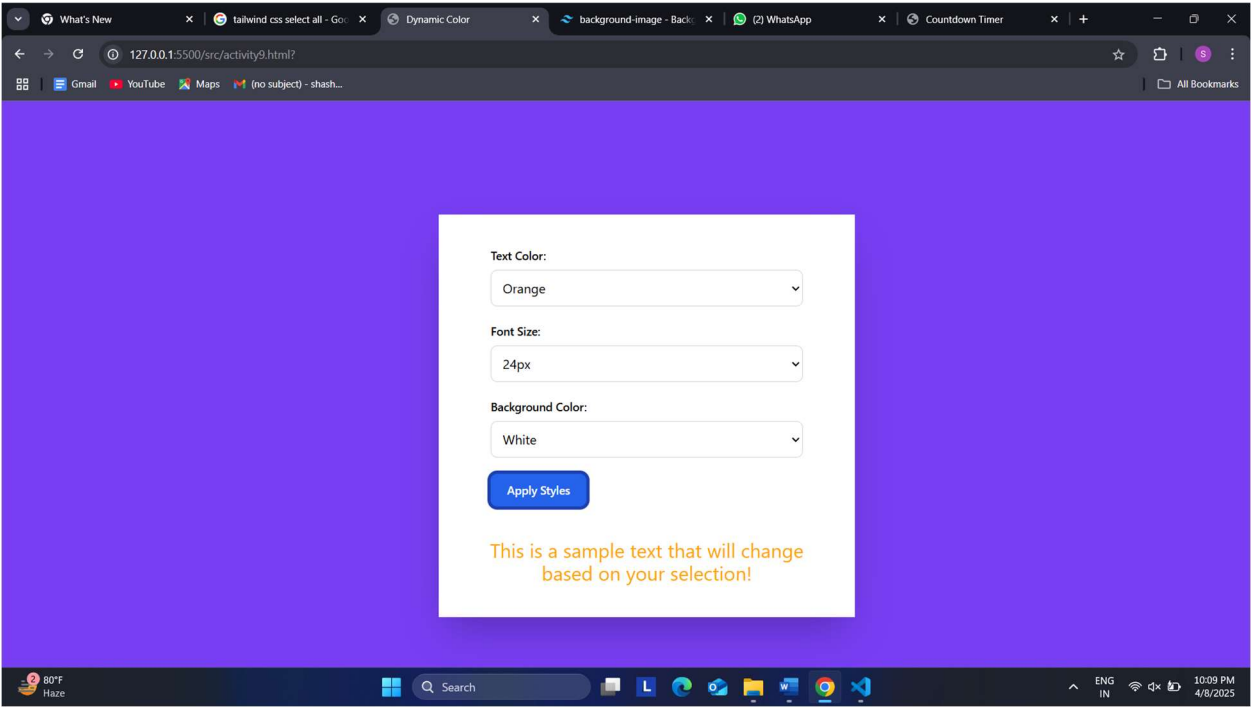 What's New
tailwind css select all - Goo
Dynamic Color
background-image - Backg
(2) WhatsApp
Countdown Timer
127.0.0.1:5500/src/activity9.html?
S
Gmail
YouTube
Maps
(no subject) - shash...
All Bookmarks
Text Color:
Orange
Font Size:
24px
Background Color:
White
Apply Styles
This is a sample text that will change
based on your selection!
2
80°F
Haze
Search
L
ENG
IN
10:09 PM
4/8/2025